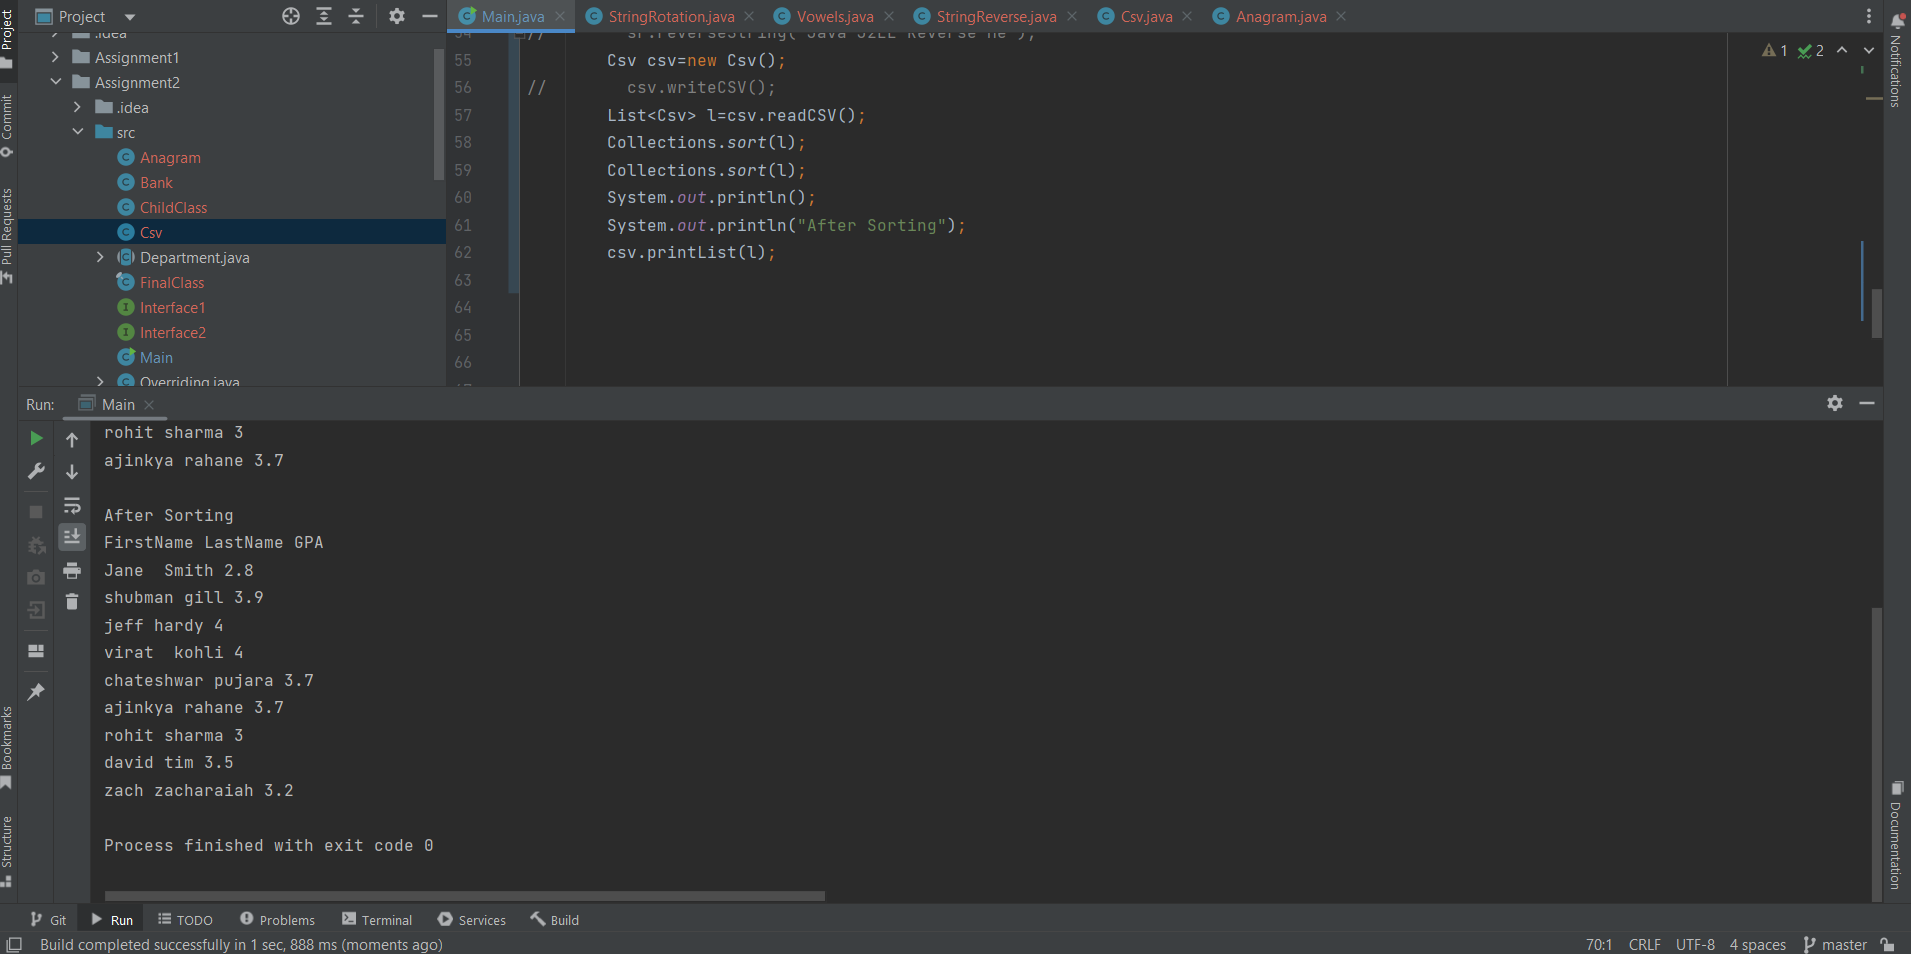 Project
Main.java
StringRotation.java
Vowels.java
StringReverse.java
Csv.java
Anagram.java
.idea
Assignment1
Assignment2
.idea
src
Anagram
Bank
ChildClass
Csv
Department.java
FinalClass
Interface1
Interface2
Main
Overriding.java
54 // sr.reverseString("Java J2EE Reverse Me");
55 Csv csv=new Csv();
56 // csv.writeCSV();
57 List<Csv> l=csv.readCSV();
58 Collections.sort(l);
59 Collections.sort(l);
60 System.out.println();
61 System.out.println("After Sorting");
62 csv.printList(l);
63
64
65
66
1 2
Run: Main
rohit sharma 3
ajinkya rahane 3.7
After Sorting
FirstName LastName GPA
Jane  Smith 2.8
shubman gill 3.9
jeff hardy 4
virat  kohli 4
chateshwar pujara 3.7
ajinkya rahane 3.7
rohit sharma 3
david tim 3.5
zach zacharaiah 3.2
Process finished with exit code 0
Git Run TODO Problems Terminal Services Build
Build completed successfully in 1 sec, 888 ms (moments ago)
70:1 CRLF UTF-8 4 spaces master
Project
Commit
Pull Requests
Bookmarks
Structure
Notifications
Documentation